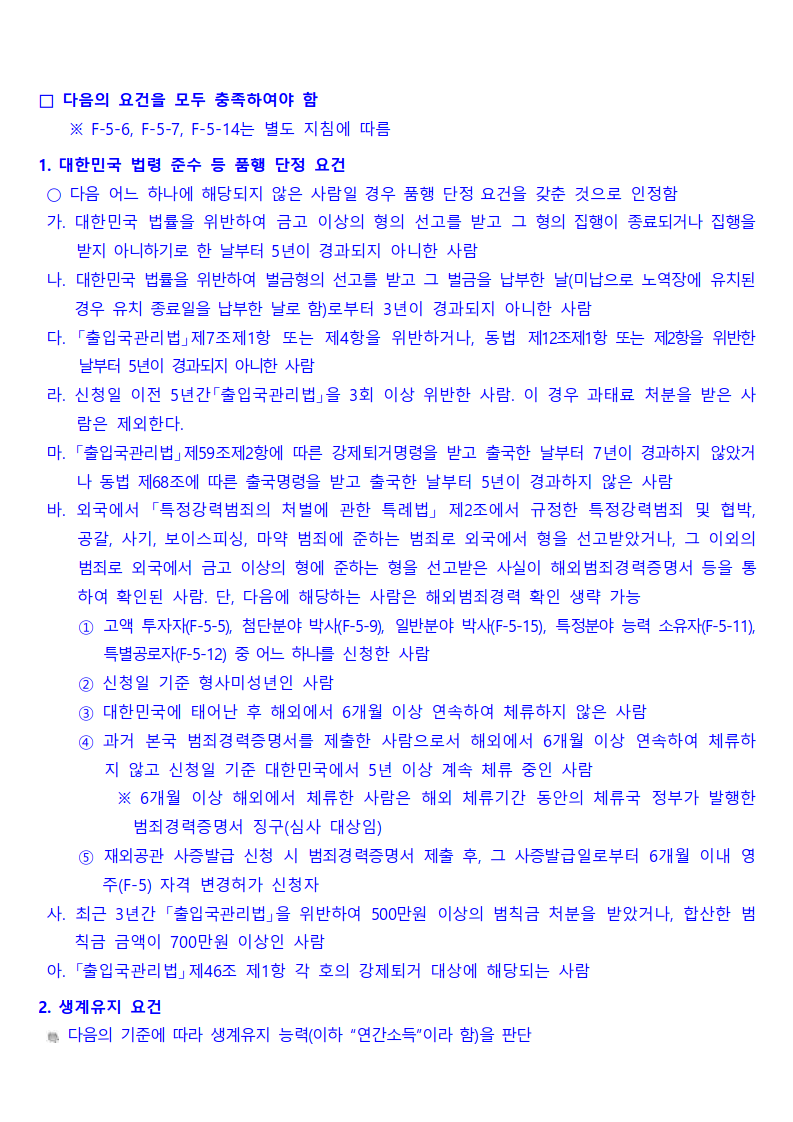 □ 다음의 요건을 모두 충족하여야 함
※ F-5-6, F-5-7, F-5-14는 별도 지침에 따름
1. 대한민국 법령 준수 등 품행 단정 요건
○ 다음 어느 하나에 해당되지 않은 사람일 경우 품행 단정 요건을 갖춘 것으로 인정함
가. 대한민국 법률을 위반하여 금고 이상의 형의 선고를 받고 그 형의 집행이 종료되거나 집행을
받지 아니하기로 한 날부터 5년이 경과되지 아니한 사람
나. 대한민국 법률을 위반하여 벌금형의 선고를 받고 그 벌금을 납부한 날(미납으로 노역장에 유치된
경우 유치 종료일을 납부한 날로 함)로부터 3년이 경과되지 아니한 사람
다. 「출입국관리법」제7조제1항 또는 제4항을 위반하거나, 동법 제12조제1항 또는 제2항을 위반한
날부터 5년이 경과되지 아니한 사람
라. 신청일 이전 5년간「출입국관리법」을 3회 이상 위반한 사람. 이 경우 과태료 처분을 받은 사
람은 제외한다.
마. 「출입국관리법」제59조제2항에 따른 강제퇴거명령을 받고 출국한 날부터 7년이 경과하지 않았거
나 동법 제68조에 따른 출국명령을 받고 출국한 날부터 5년이 경과하지 않은 사람
바. 외국에서 「특정강력범죄의 처벌에 관한 특례법」 제2조에서 규정한 특정강력범죄 및 협박,
공갈, 사기, 보이스피싱, 마약 범죄에 준하는 범죄로 외국에서 형을 선고받았거나, 그 이외의
범죄로 외국에서 금고 이상의 형에 준하는 형을 선고받은 사실이 해외범죄경력증명서 등을 통
하여 확인된 사람. 단, 다음에 해당하는 사람은 해외범죄경력 확인 생략 가능
① 고액 투자자(F-5-5), 첨단분야 박사(F-5-9), 일반분야 박사(F-5-15), 특정분야 능력 소유자(F-5-11),
특별공로자(F-5-12) 중 어느 하나를 신청한 사람
② 신청일 기준 형사미성년인 사람
③ 대한민국에 태어난 후 해외에서 6개월 이상 연속하여 체류하지 않은 사람
④ 과거 본국 범죄경력증명서를 제출한 사람으로서 해외에서 6개월 이상 연속하여 체류하
지 않고 신청일 기준 대한민국에서 5년 이상 계속 체류 중인 사람
※ 6개월 이상 해외에서 체류한 사람은 해외 체류기간 동안의 체류국 정부가 발행한
범죄경력증명서 징구(심사 대상임)
⑤ 재외공관 사증발급 신청 시 범죄경력증명서 제출 후, 그 사증발급일로부터 6개월 이내 영
주(F-5) 자격 변경허가 신청자
사. 최근 3년간 「출입국관리법」을 위반하여 500만원 이상의 범칙금 처분을 받았거나, 합산한 범
칙금 금액이 700만원 이상인 사람
아. 「출입국관리법」제46조 제1항 각 호의 강제퇴거 대상에 해당되는 사람
2. 생계유지 요건
다음의 기준에 따라 생계유지 능력(이하 “연간소득”이라 함)을 판단